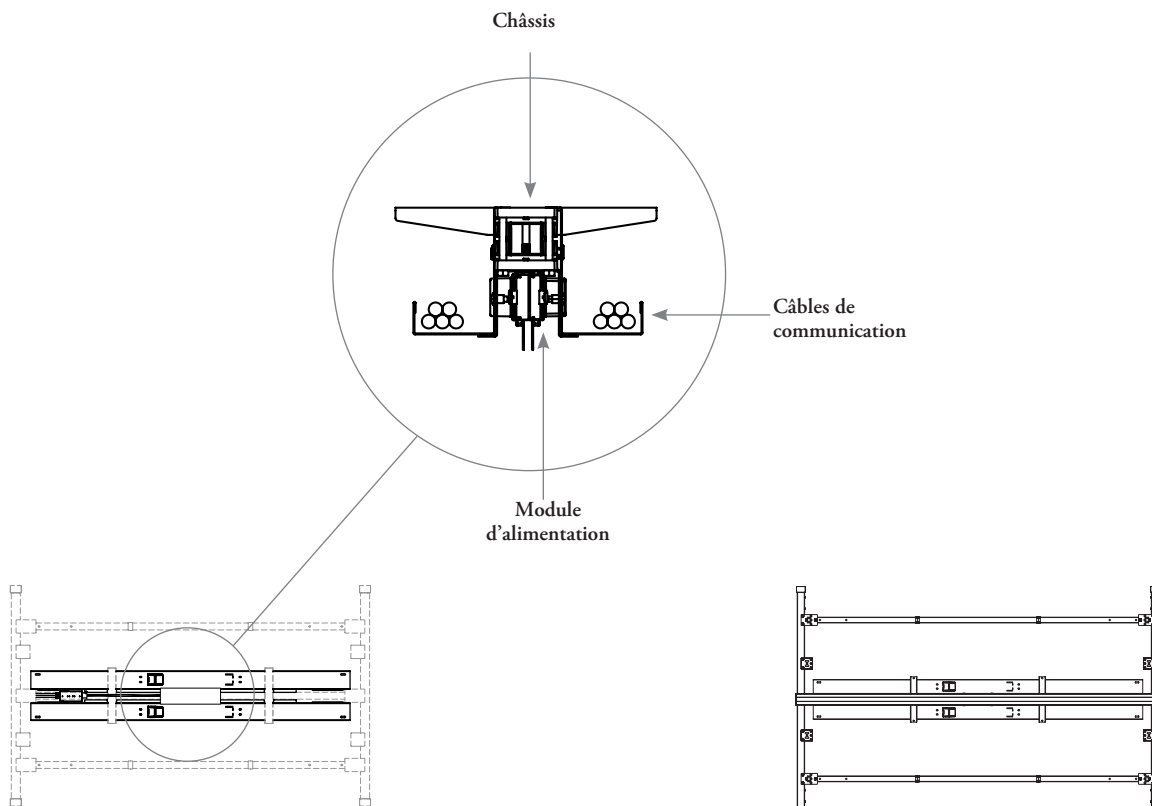 Châssis
Câbles de
communication
Module
d’alimentation